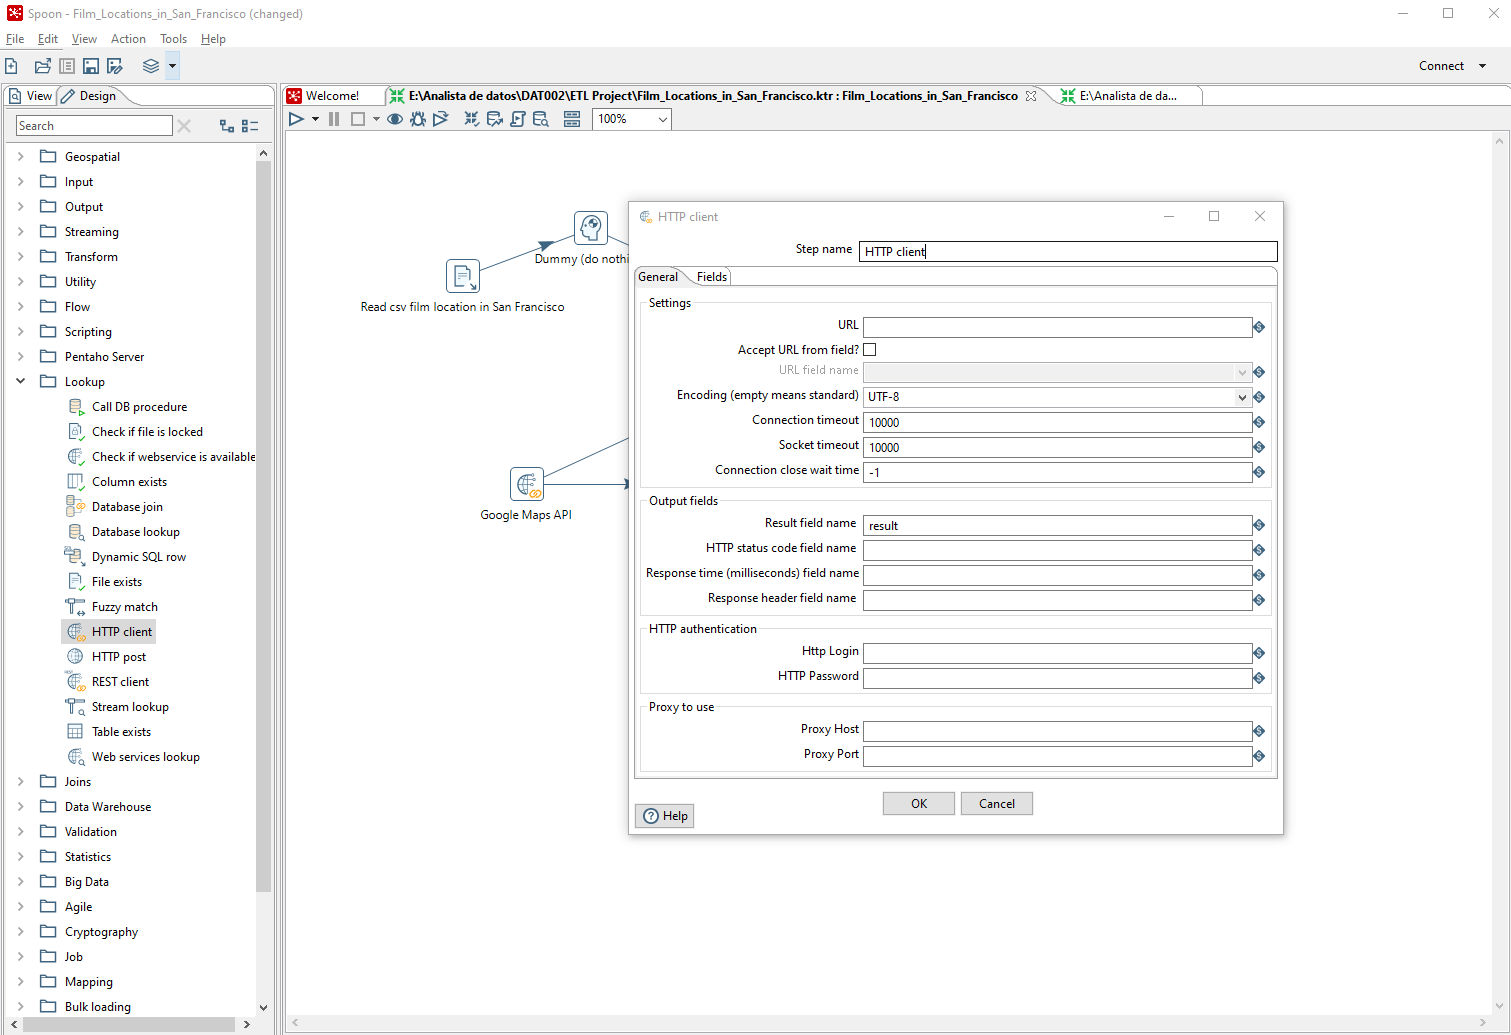 Spoon - Film_Locations_in_San_Francisco (changed)
File Edit View Action Tools Help
Connect
View Design
Welcome! E:\Analista de datos\DAT002\ETL Project\Film_Locations_in_San_Francisco.ktr : Film_Locations_in_San_Francisco E:\Analista de da...
Search
100%
Geospatial
Input
Output
Streaming
Transform
Utility
Flow
Scripting
Pentaho Server
Lookup
Call DB procedure
Check if file is locked
Check if webservice is available
Column exists
Database join
Database lookup
Dynamic SQL row
File exists
Fuzzy match
HTTP client
HTTP post
REST client
Stream lookup
Table exists
Web services lookup
Joins
Data Warehouse
Validation
Statistics
Big Data
Agile
Cryptography
Job
Mapping
Bulk loading
Dummy (do nothi
Read csv film location in San Francisco
Google Maps API
HTTP client
Step name HTTP client
General Fields
Settings
URL
Accept URL from field?
URL field name
Encoding (empty means standard) UTF-8
Connection timeout 10000
Socket timeout 10000
Connection close wait time -1
Output fields
Result field name result
HTTP status code field name
Response time (milliseconds) field name
Response header field name
HTTP authentication
Http Login
HTTP Password
Proxy to use
Proxy Host
Proxy Port
OK Cancel
Help